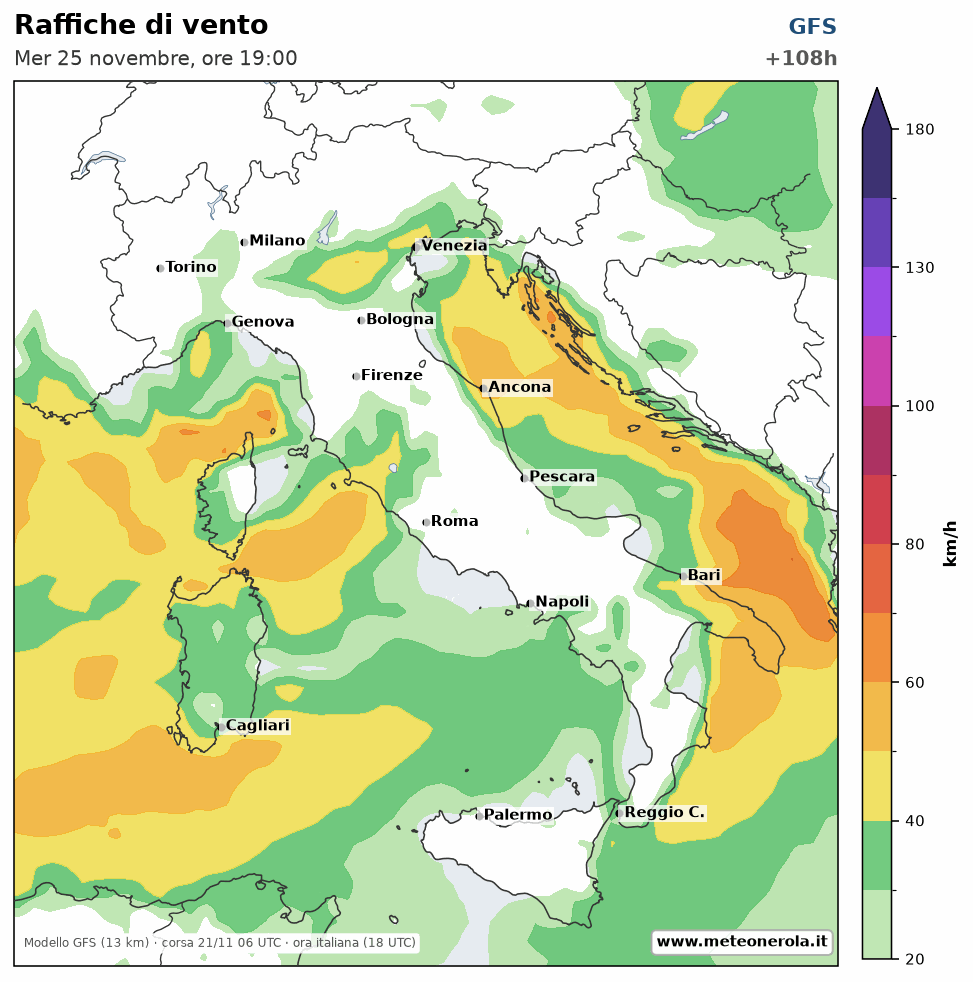 Raffiche di vento
GFS
Mer 25 novembre, ore 19:00
+108h
180
130
100
80
60
40
20
km/h
Milano
Venezia
Torino
Genova
Bologna
Firenze
Ancona
Pescara
Roma
Bari
Napoli
Cagliari
Palermo
Reggio C.
Modello GFS (13 km) · corsa 21/11 06 UTC · ora italiana (18 UTC)
www.meteonerola.it